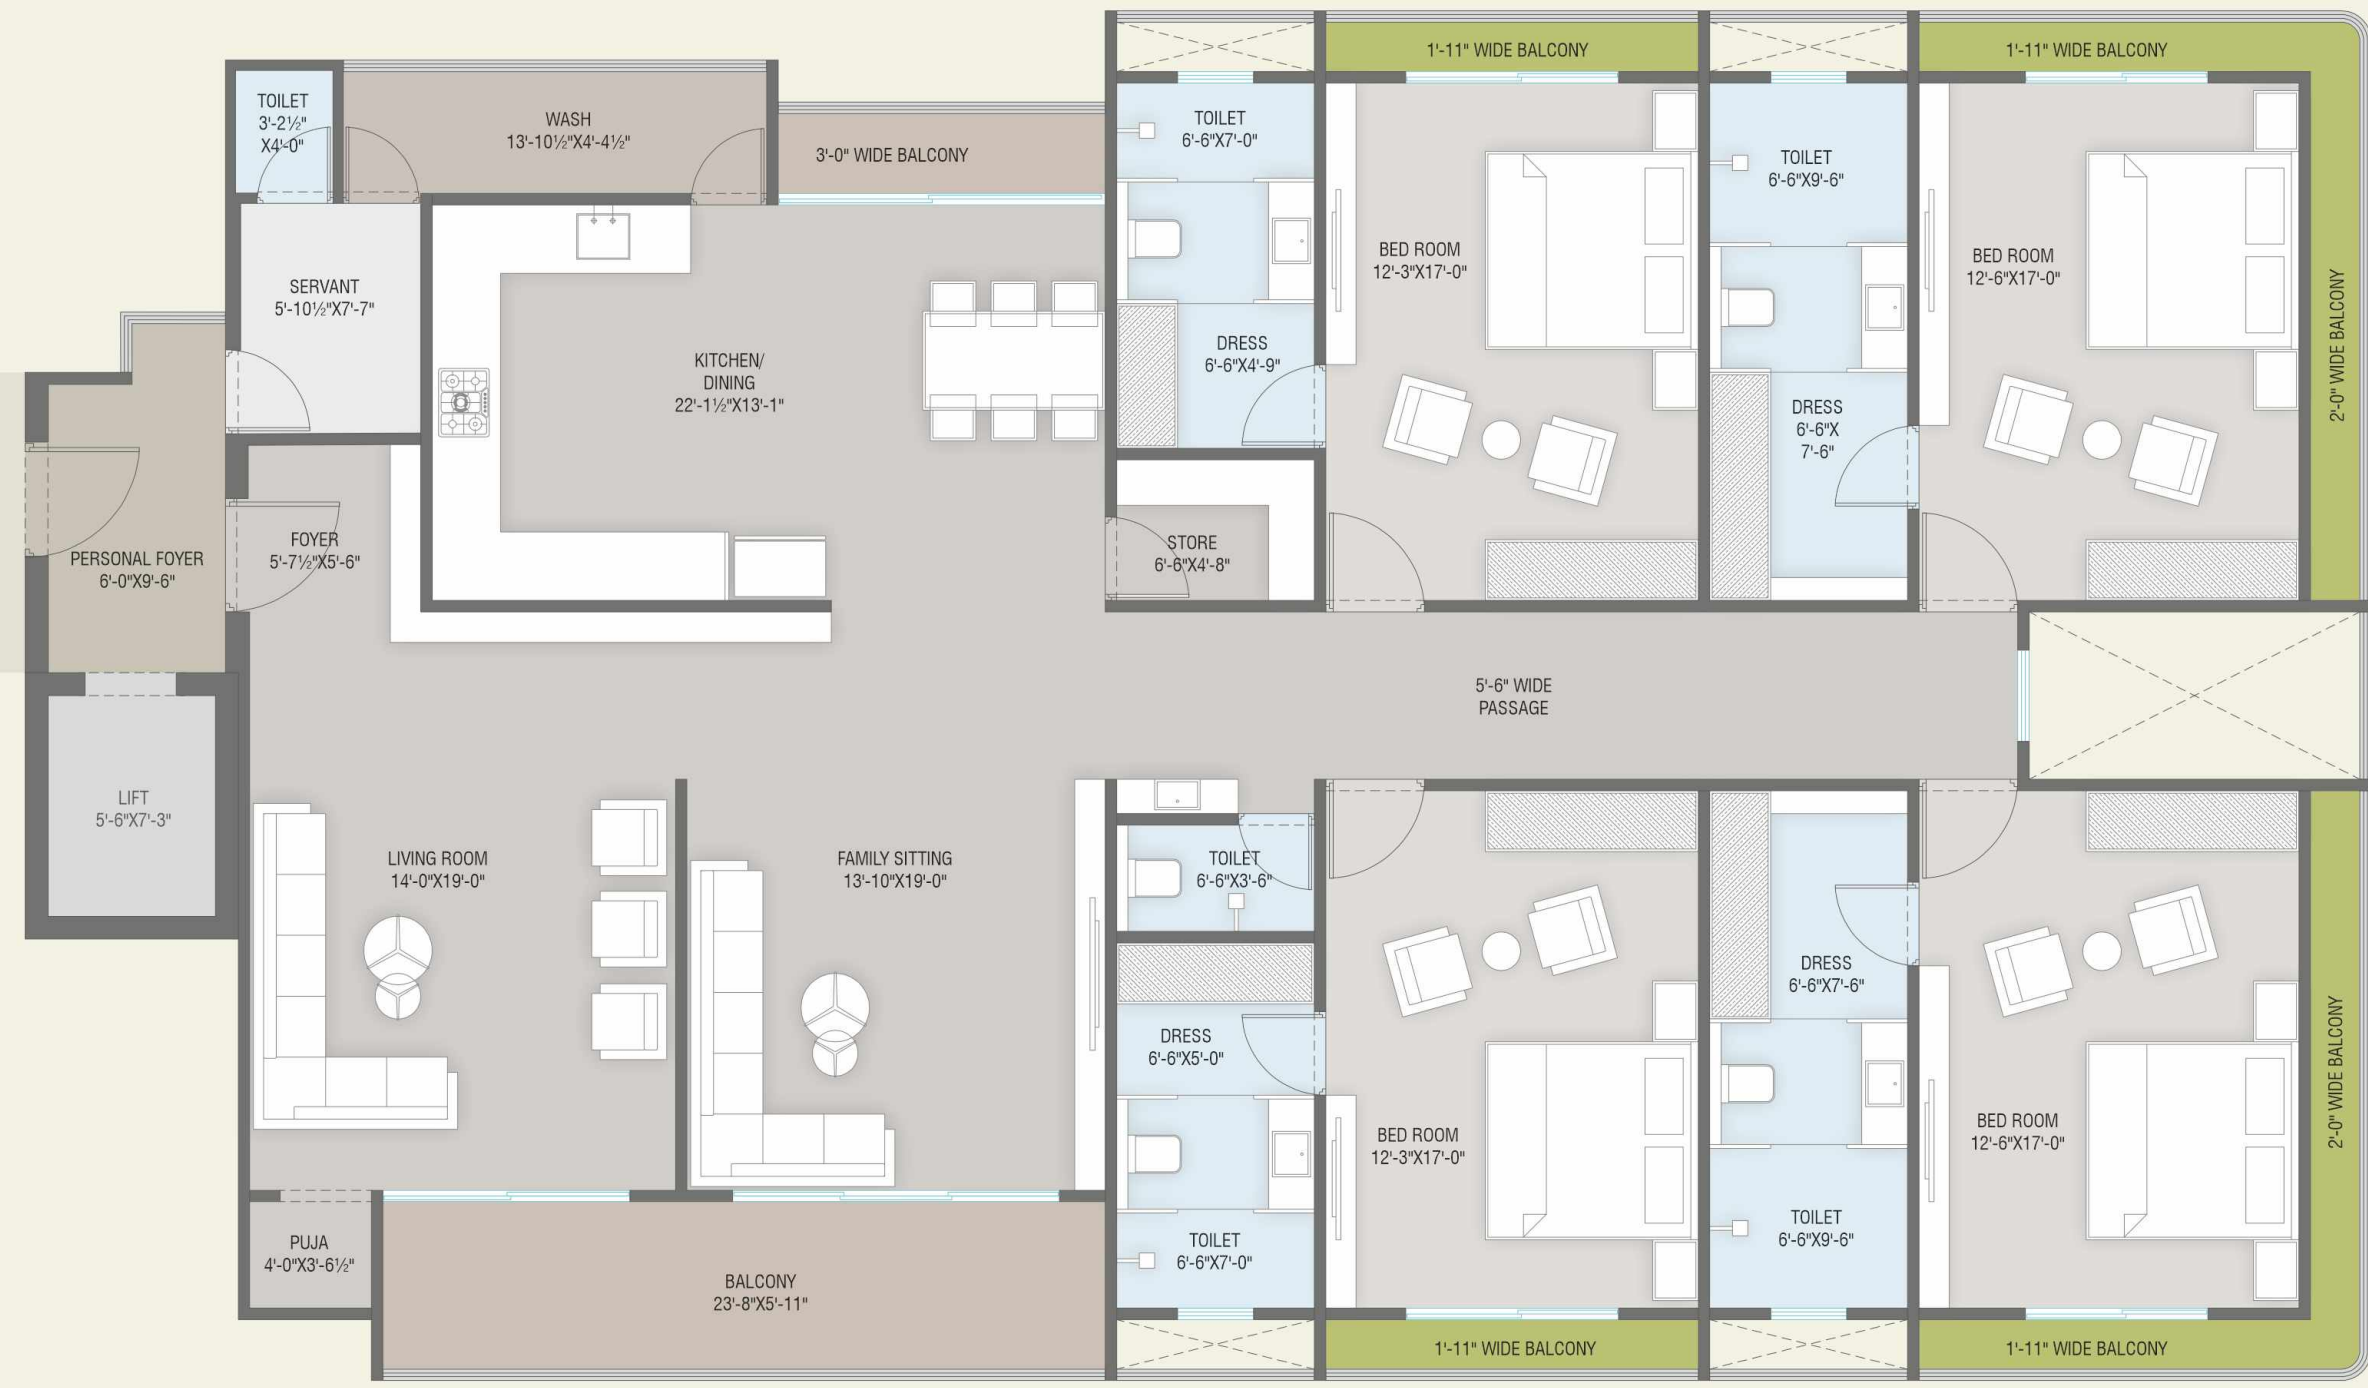 1'-11" WIDE BALCONY
1'-11" WIDE BALCONY
TOILET
3'-2½"
X4'-0"
WASH
13'-10½"X4'-4½"
3'-0" WIDE BALCONY
TOILET
6'-6"X7'-0"
TOILET
6'-6"X9'-6"
SERVANT
5'-10½"X7'-7"
BED ROOM
12'-3"X17'-0"
BED ROOM
12'-6"X17'-0"
2'-0" WIDE BALCONY
KITCHEN/
DINING
22'-1½"X13'-1"
DRESS
6'-6"X4'-9"
DRESS
6'-6"X
7'-6"
PERSONAL FOYER
6'-0"X9'-6"
FOYER
5'-7½"X5'-6"
STORE
6'-6"X4'-8"
5'-6" WIDE
PASSAGE
LIFT
5'-6"X7'-3"
LIVING ROOM
14'-0"X19'-0"
FAMILY SITTING
13'-10"X19'-0"
TOILET
6'-6"X3'-6"
DRESS
6'-6"X7'-6"
DRESS
6'-6"X5'-0"
2'-0" WIDE BALCONY
BED ROOM
12'-3"X17'-0"
BED ROOM
12'-6"X17'-0"
PUJA
4'-0"X3'-6½"
TOILET
6'-6"X7'-0"
TOILET
6'-6"X9'-6"
BALCONY
23'-8"X5'-11"
1'-11" WIDE BALCONY
1'-11" WIDE BALCONY